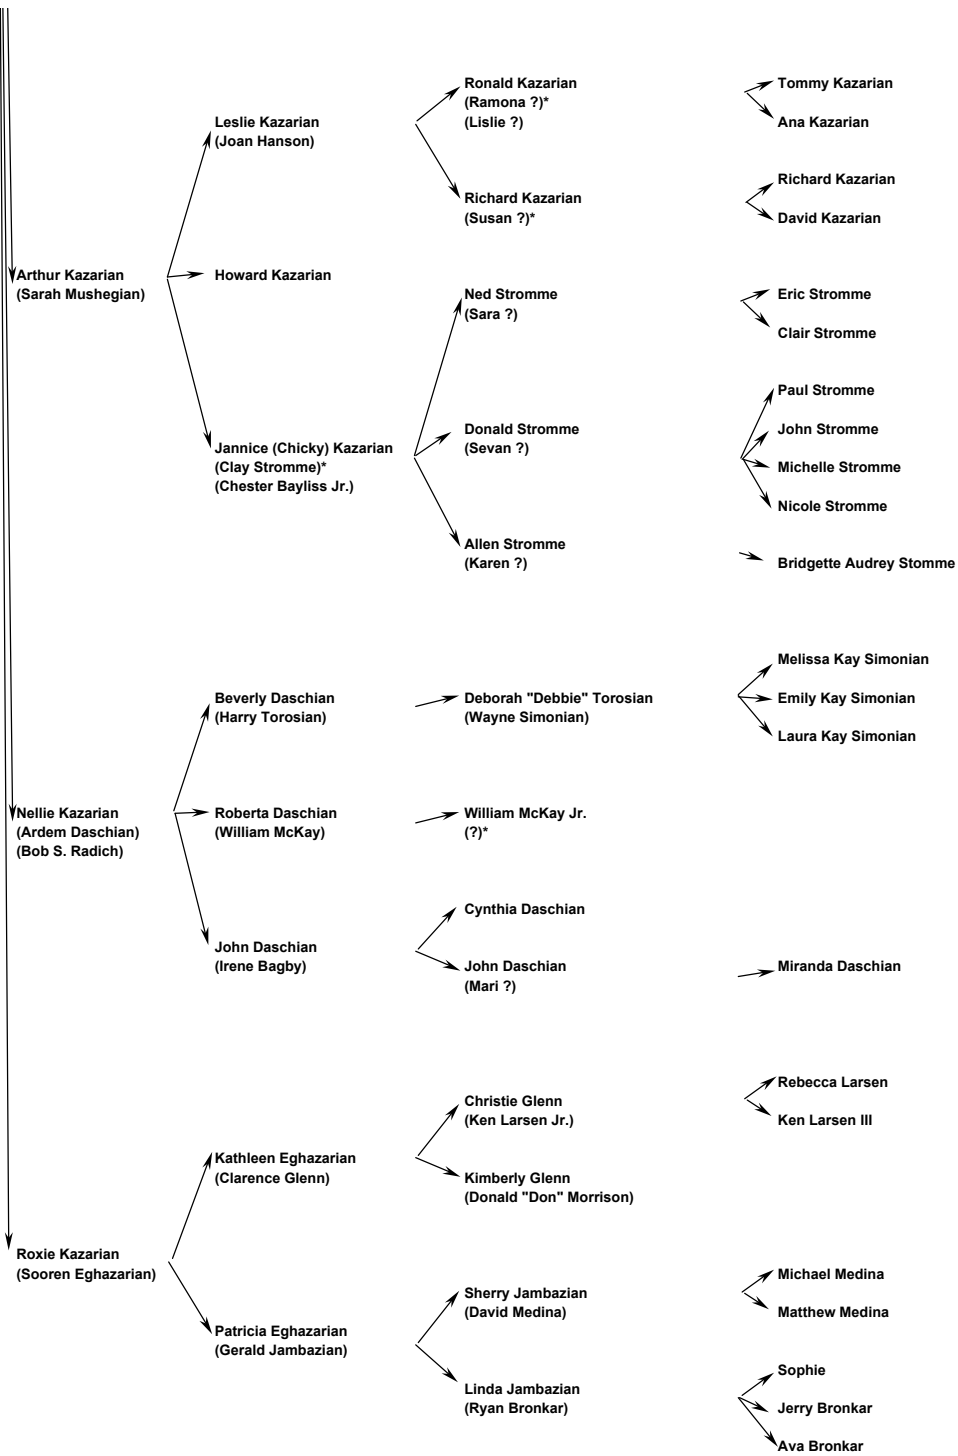 Ronald Kazarian
(Ramona ?)*
(Lislie ?)
Tommy Kazarian
Ana Kazarian
Leslie Kazarian
(Joan Hanson)
Richard Kazarian
(Susan ?)*
Richard Kazarian
David Kazarian
Arthur Kazarian
(Sarah Mushegian)
Howard Kazarian
Ned Stromme
(Sara ?)
Eric Stromme
Clair Stromme
Jannice (Chicky) Kazarian
(Clay Stromme)*
(Chester Bayliss Jr.)
Donald Stromme
(Sevan ?)
Paul Stromme
John Stromme
Michelle Stromme
Nicole Stromme
Allen Stromme
(Karen ?)
Bridgette Audrey Stomme
Beverly Daschian
(Harry Torosian)
Deborah "Debbie" Torosian
(Wayne Simonian)
Melissa Kay Simonian
Emily Kay Simonian
Laura Kay Simonian
Nellie Kazarian
(Ardem Daschian)
(Bob S. Radich)
Roberta Daschian
(William McKay)
William McKay Jr.
(?)*
John Daschian
(Irene Bagby)
Cynthia Daschian
John Daschian
(Mari ?)
Miranda Daschian
Christie Glenn
(Ken Larsen Jr.)
Rebecca Larsen
Ken Larsen III
Kathleen Eghazarian
(Clarence Glenn)
Kimberly Glenn
(Donald "Don" Morrison)
Roxie Kazarian
(Sooren Eghazarian)
Sherry Jambazian
(David Medina)
Michael Medina
Matthew Medina
Patricia Eghazarian
(Gerald Jambazian)
Linda Jambazian
(Ryan Bronkar)
Sophie
Jerry Bronkar
Ava Bronkar